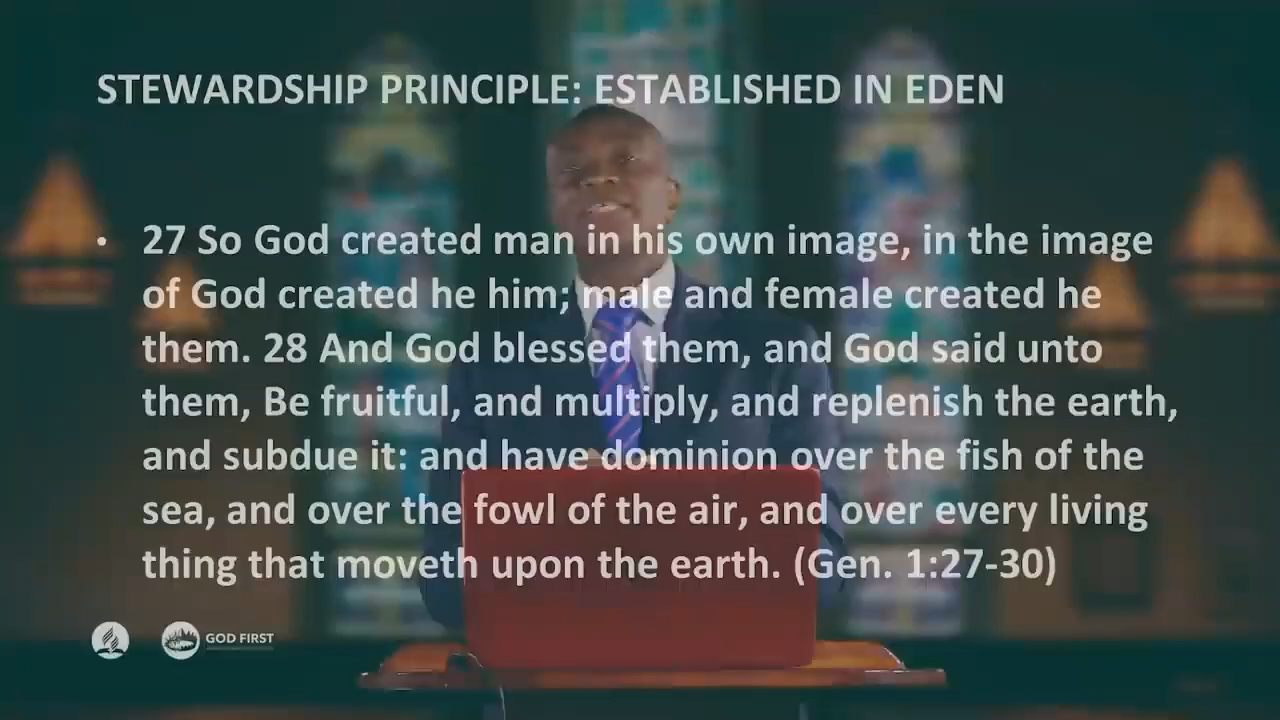 STEWARDSHIP PRINCIPLE: ESTABLISHED IN EDEN
• 27 So God created man in his own image, in the image
of God created he him; male and female created he
them. 28 And God blessed them, and God said unto
them, Be fruitful, and multiply, and replenish the earth,
and subdue it: and have dominion over the fish of the
sea, and over the fowl of the air, and over every living
thing that moveth upon the earth. (Gen. 1:27-30)
GOD FIRST